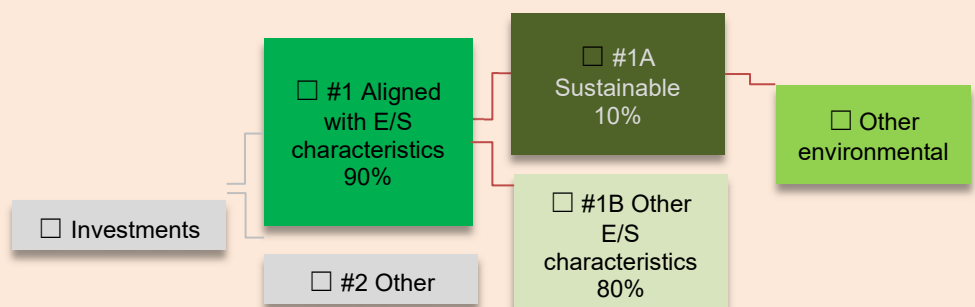 ☐ #1 Aligned
with E/S
characteristics
90%
☐ #1A
Sustainable
10%
☐ Other
environmental
☐ #1B Other
E/S
characteristics
80%
☐ Investments
☐ #2 Other